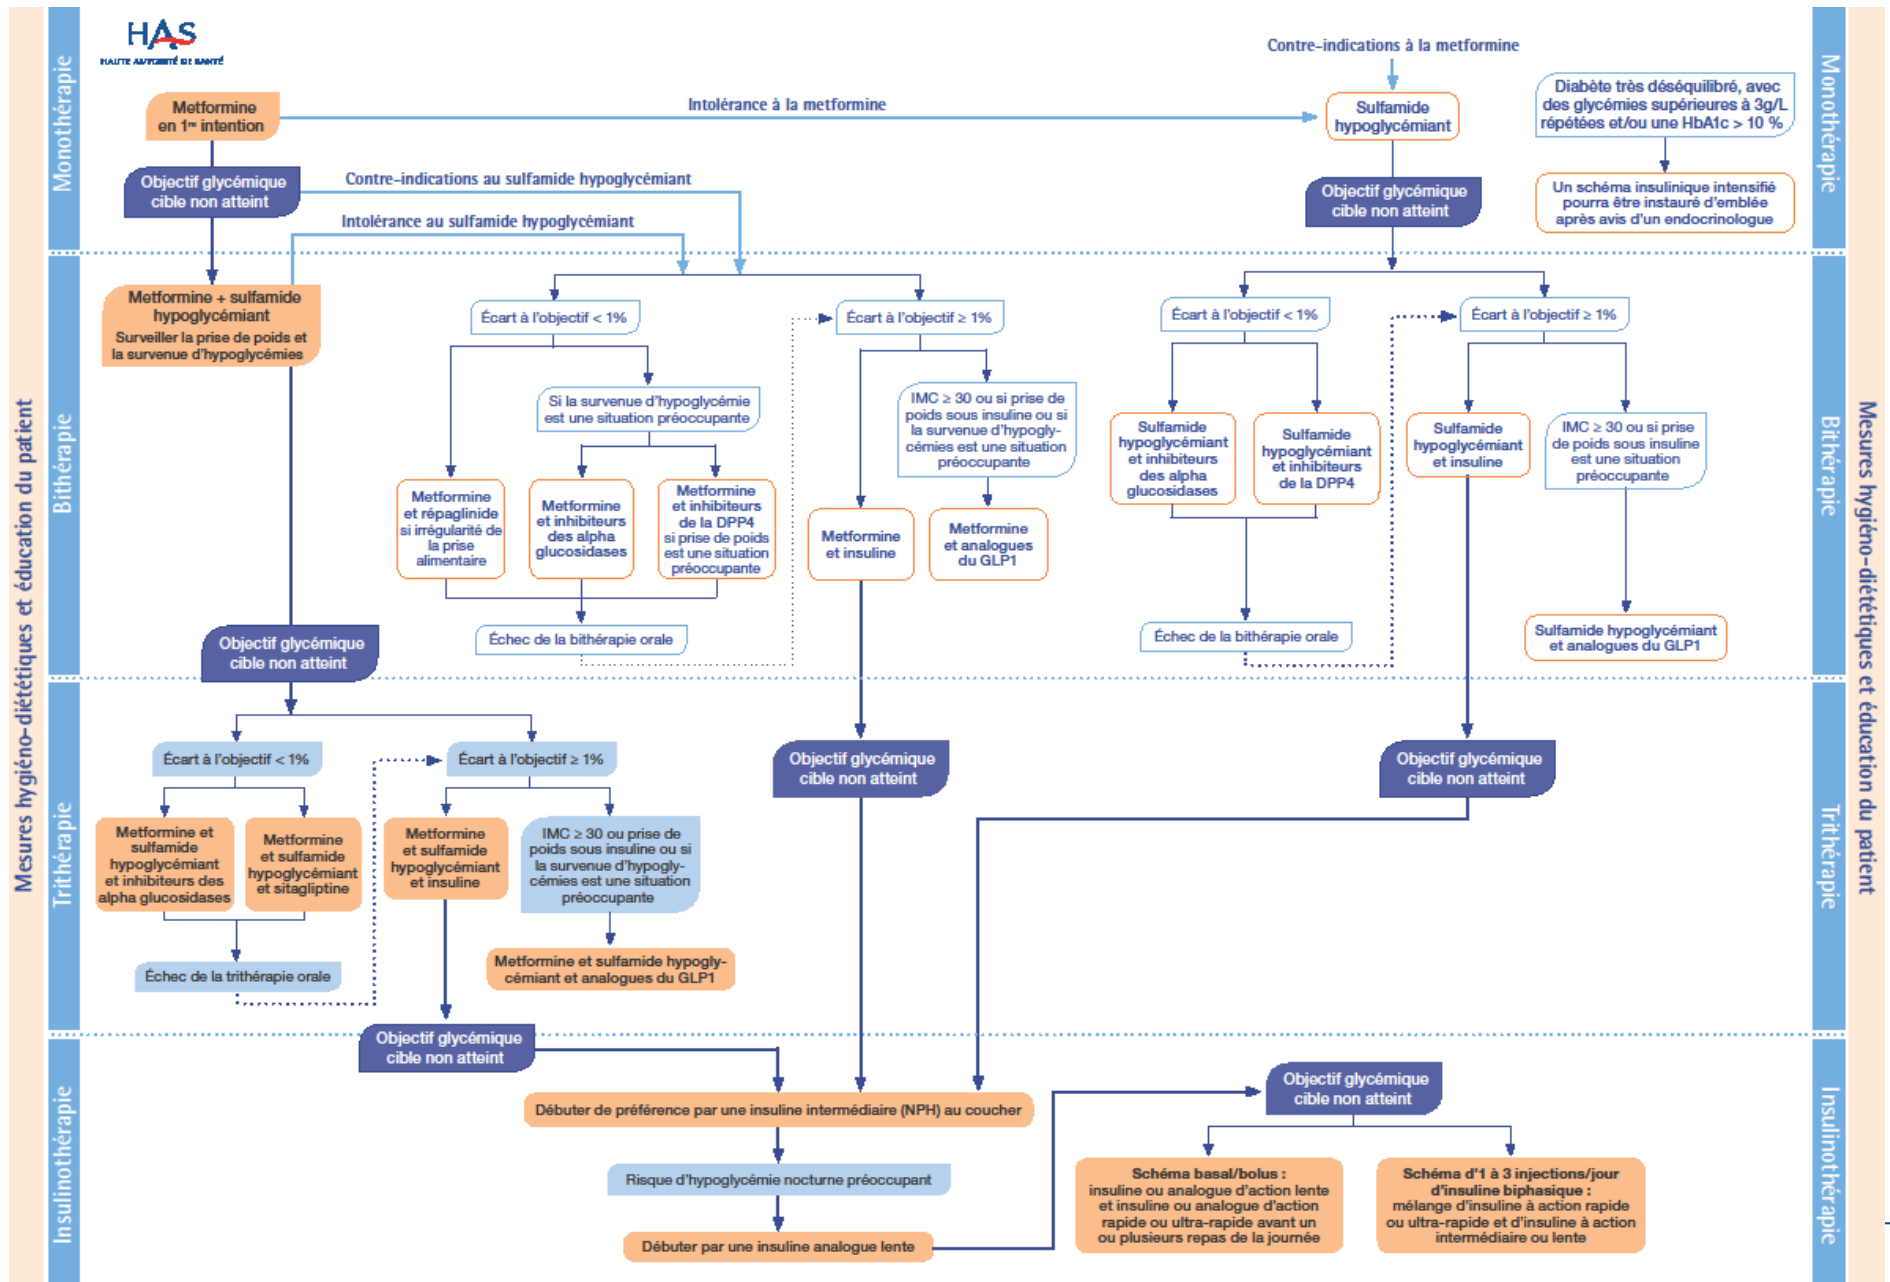 HAS
HAUTE AUTORITÉ DE SANTÉ
Mesures hygiéno-diététiques et éducation du patient
Monothérapie
Metformine
en 1re intention
Intolérance à la metformine
Contre-indications à la metformine
Sulfamide
hypoglycémiant
Diabète très déséquilibré, avec
des glycémies supérieures à 3g/L
répétées et/ou une HbA1c > 10 %
Un schéma insulinique intensifié
pourra être instauré d'emblée
après avis d'un endocrinologue
Objectif glycémique
cible non atteint
Contre-indications au sulfamide hypoglycémiant
Intolérance au sulfamide hypoglycémiant
Objectif glycémique
cible non atteint
Monothérapie
Bithérapie
Metformine + sulfamide
hypoglycémiant
Surveiller la prise de poids et
la survenue d'hypoglycémies
Écart à l'objectif < 1%
Écart à l'objectif ≥ 1%
Si la survenue d'hypoglycémie
est une situation préoccupante
IMC ≥ 30 ou si prise de
poids sous insuline ou si
la survenue d'hypogly-
cémies est une situation
préoccupante
Metformine
et répaglinide
si irrégularité de
la prise
alimentaire
Metformine
et inhibiteurs
des alpha
glucosidases
Metformine
et inhibiteurs
de la DPP4
si prise de poids
est une situation
préoccupante
Metformine
et insuline
Metformine
et analogues
du GLP1
Échec de la bithérapie orale
Écart à l'objectif < 1%
Écart à l'objectif ≥ 1%
Sulfamide
hypoglycémiant
et inhibiteurs
des alpha
glucosidases
Sulfamide
hypoglycémiant
et inhibiteurs
de la DPP4
Sulfamide
hypoglycémiant
et insuline
IMC ≥ 30 ou si prise
de poids sous insuline
est une situation
préoccupante
Échec de la bithérapie orale
Sulfamide hypoglycémiant
et analogues du GLP1
Objectif glycémique
cible non atteint
Bithérapie
Trithérapie
Écart à l'objectif < 1%
Écart à l'objectif ≥ 1%
Objectif glycémique
cible non atteint
Objectif glycémique
cible non atteint
Metformine et
sulfamide
hypoglycémiant
et inhibiteurs des
alpha glucosidases
Metformine
et sulfamide
hypoglycémiant
et sitagliptine
Metformine
et sulfamide
hypoglycémiant
et insuline
IMC ≥ 30 ou prise de
poids sous insuline ou si
la survenue d'hypogly-
cémies est une situation
préoccupante
Échec de la trithérapie orale
Metformine et sulfamide hypogly-
cémiant et analogues du GLP1
Trithérapie
Insulinothérapie
Objectif glycémique
cible non atteint
Débuter de préférence par une insuline intermédiaire (NPH) au coucher
Risque d'hypoglycémie nocturne préoccupant
Débuter par une insuline analogue lente
Objectif glycémique
cible non atteint
Schéma basal/bolus :
insuline ou analogue d'action lente
et insuline ou analogue d'action
rapide ou ultra-rapide avant un
ou plusieurs repas de la journée
Schéma d'1 à 3 injections/jour
d'insuline biphasique :
mélange d'insuline à action rapide
ou ultra-rapide et d'insuline à action
intermédiaire ou lente
Insulinothérapie
Mesures hygiéno-diététiques et éducation du patient